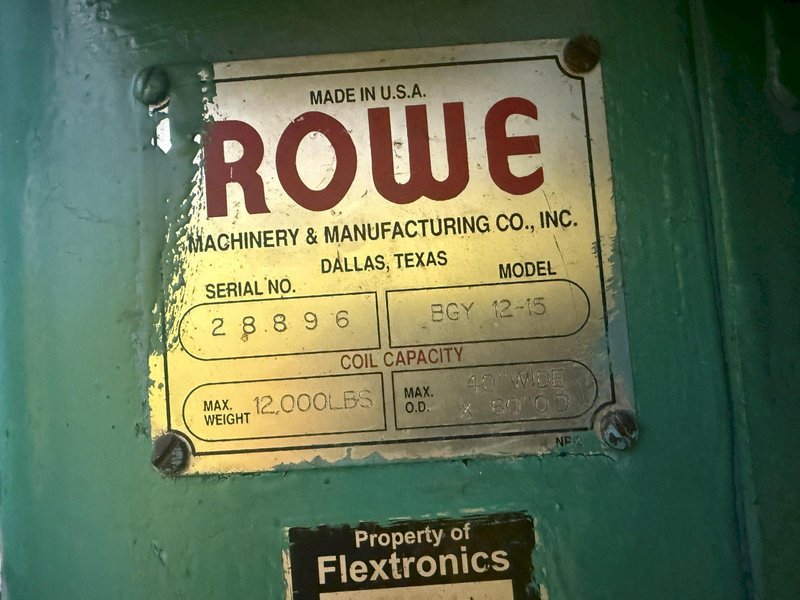 MADE IN U.S.A.
ROWE
MACHINERY & MANUFACTURING CO., INC.
DALLAS, TEXAS
SERIAL NO. MODEL
28896 BGY 12-15
COIL CAPACITY
MAX. WEIGHT 12,000LBS
MAX. O.D. 40" WIDE
X 60" O.D
Property of
Flextronics